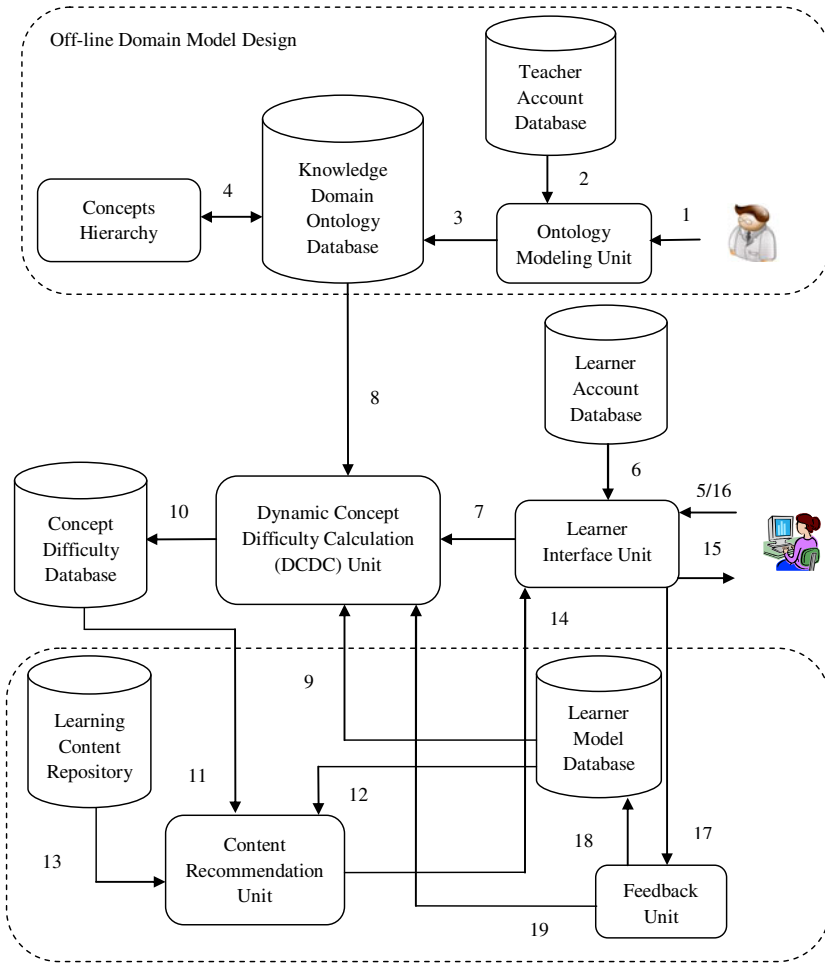 Off-line Domain Model Design
Teacher
Account
Database
Knowledge
Domain
Ontology
Database
4
Concepts
Hierarchy
2
3
1
Ontology
Modeling Unit
Learner
Account
Database
8
6
5/16
Concept
Difficulty
Database
10
Dynamic Concept
Difficulty Calculation
(DCDC) Unit
7
Learner
Interface Unit
15
14
9
Learning
Content
Repository
Learner
Model
Database
11
12
13
Content
Recommendation
Unit
18
17
Feedback
Unit
19